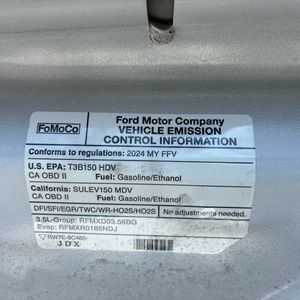 FoMoCo
Ford Motor Company
VEHICLE EMISSION
CONTROL INFORMATION
Conforms to regulations: 2024 MY FFV
U.S. EPA: T3B150 HDV
CA OBD II Fuel: Gasoline/Ethanol
California: SULEV150 MDV
CA OBD II Fuel: Gasoline/Ethanol
DFI/SFI/EGR/TWC/WR-HO2S/HO2S
3.5L-Group: RFMXD03.56BG
Evap: RFMXR0185NDJ
No adjustments needed.
RW7E-9C485-
JDX